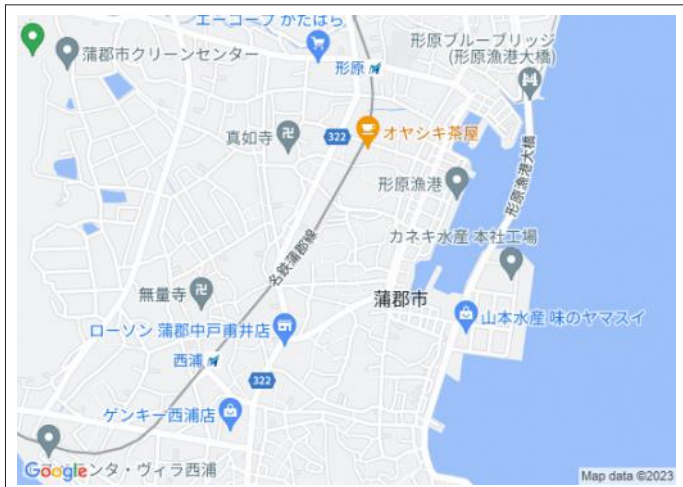 エーコープ かたはら
形原ブルーブリッジ
(形原漁港大橋)
蒲郡市クリーンセンター
形原
322
オヤシキ茶屋
真如寺
形原漁港
形原漁港大橋
カネキ水産 本社工場
名鉄蒲郡線
無量寺
蒲郡市
ローソン 蒲郡中戸甫井店
山本水産 味のヤマスイ
西浦
322
ゲンキー西浦店
Google
ンタ・ヴィラ西浦
Map data ©2023